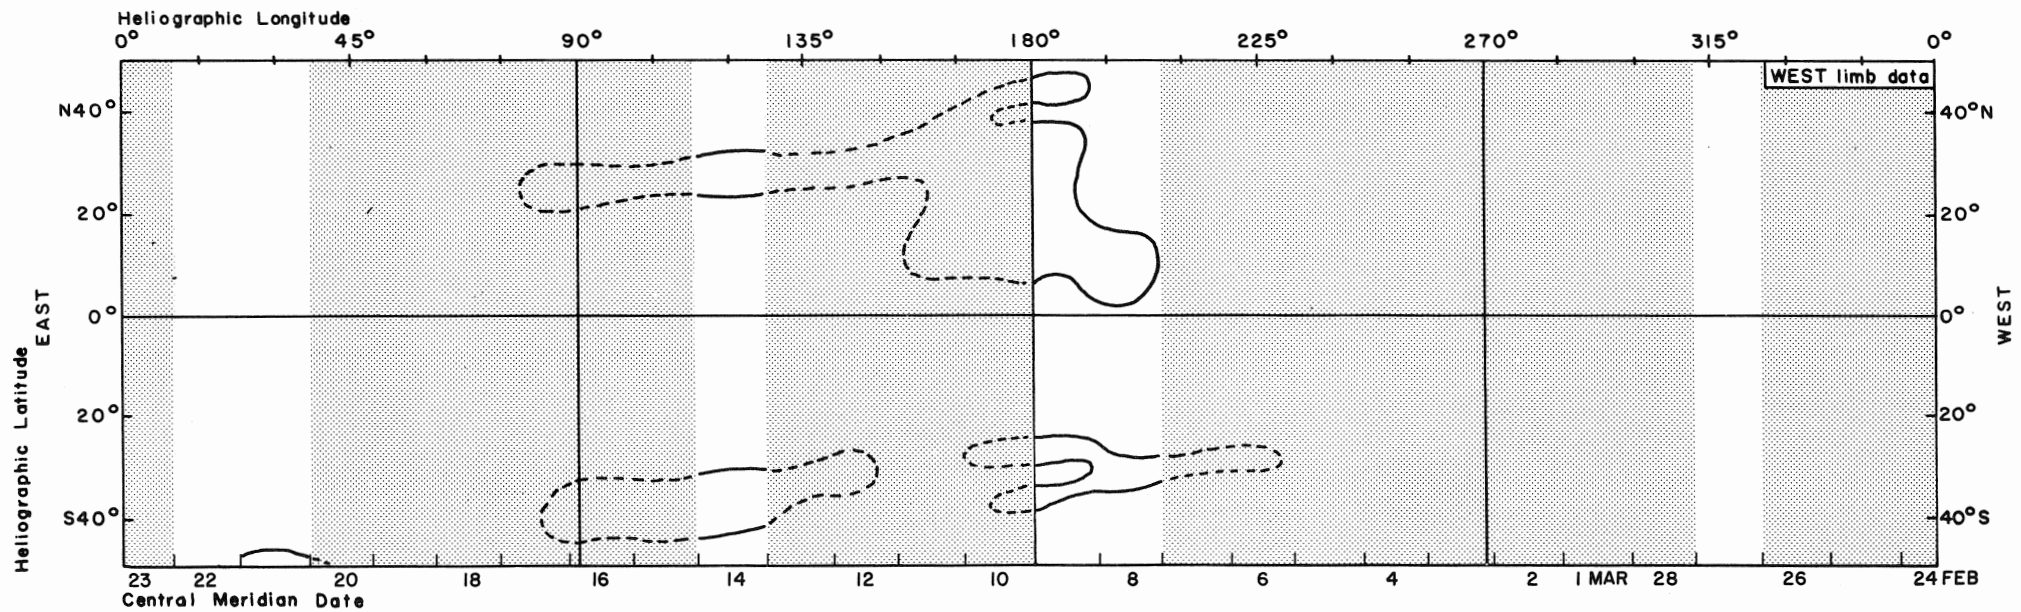 Heliographic Longitude
0° 45° 90° 135° 180° 225° 270° 315° 0°
WEST limb data
N40° 40°N
20° 20°
0° 0°
20° 20°
S40° 40°S
EAST
WEST
Heliographic Latitude
23 22 20 18 16 14 12 10 8 6 4 2 1 MAR 28 26 24 FEB
Central Meridian Date